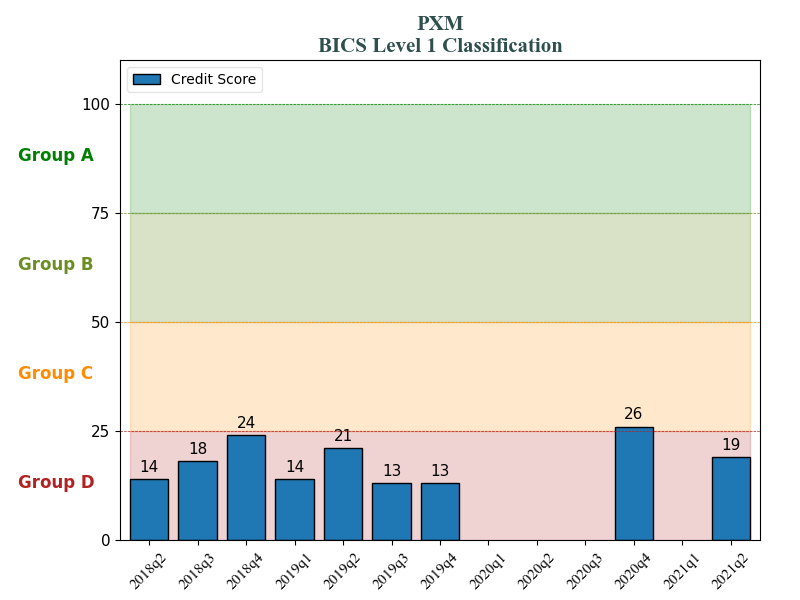 PXM
BICS Level 1 Classification
Credit Score
100
Group A
75
Group B
50
Group C
25
Group D
0
14
18
24
14
21
13
13
26
19
2018q2
2018q3
2018q4
2019q1
2019q2
2019q3
2019q4
2020q1
2020q2
2020q3
2020q4
2021q1
2021q2